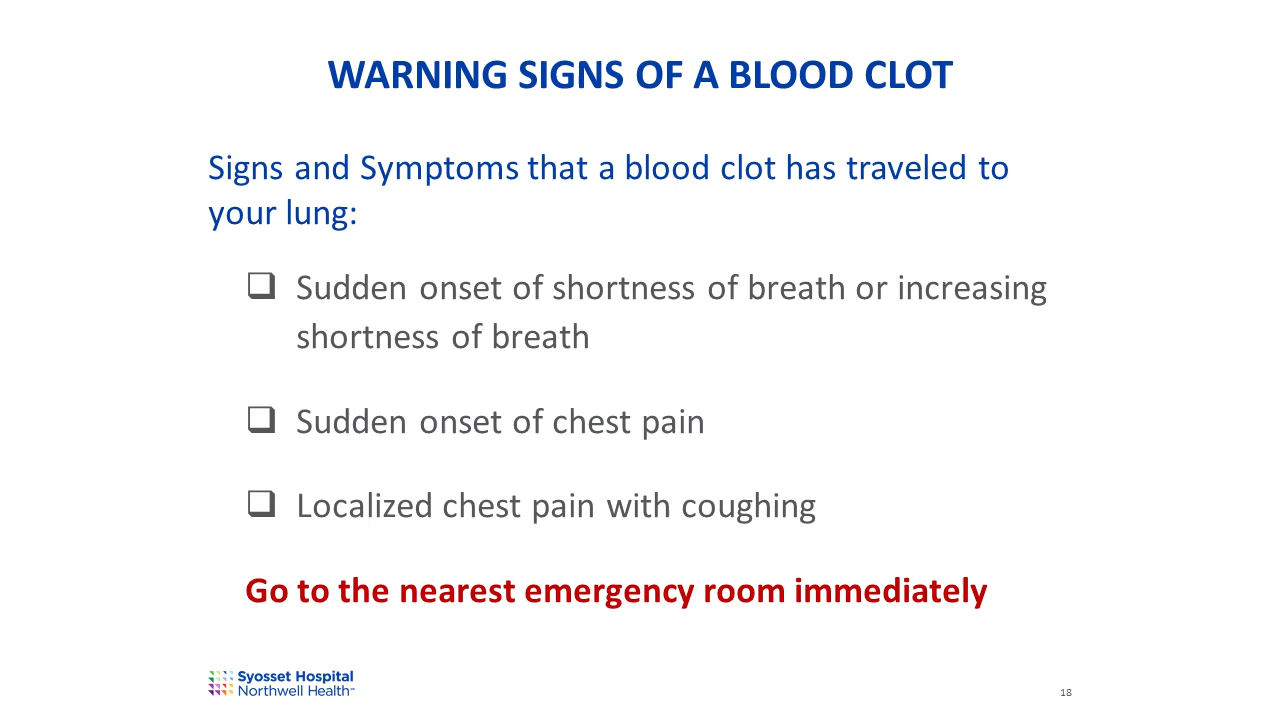 WARNING SIGNS OF A BLOOD CLOT
Signs and Symptoms that a blood clot has traveled to
your lung:
Sudden onset of shortness of breath or increasing
shortness of breath
Sudden onset of chest pain
Localized chest pain with coughing
Go to the nearest emergency room immediately
Syosset Hospital
Northwell Health℠
18